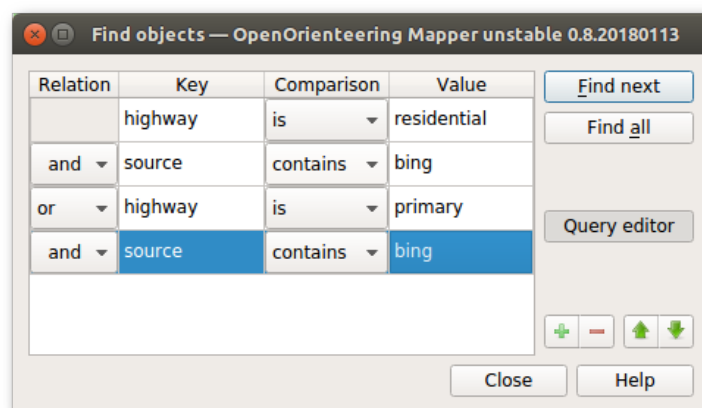 Find objects — OpenOrienteering Mapper unstable 0.8.20180113
Relation Key Comparison Value
highway is residential
and source contains bing
or highway is primary
and source contains bing
Find next
Find all
Query editor
Close Help